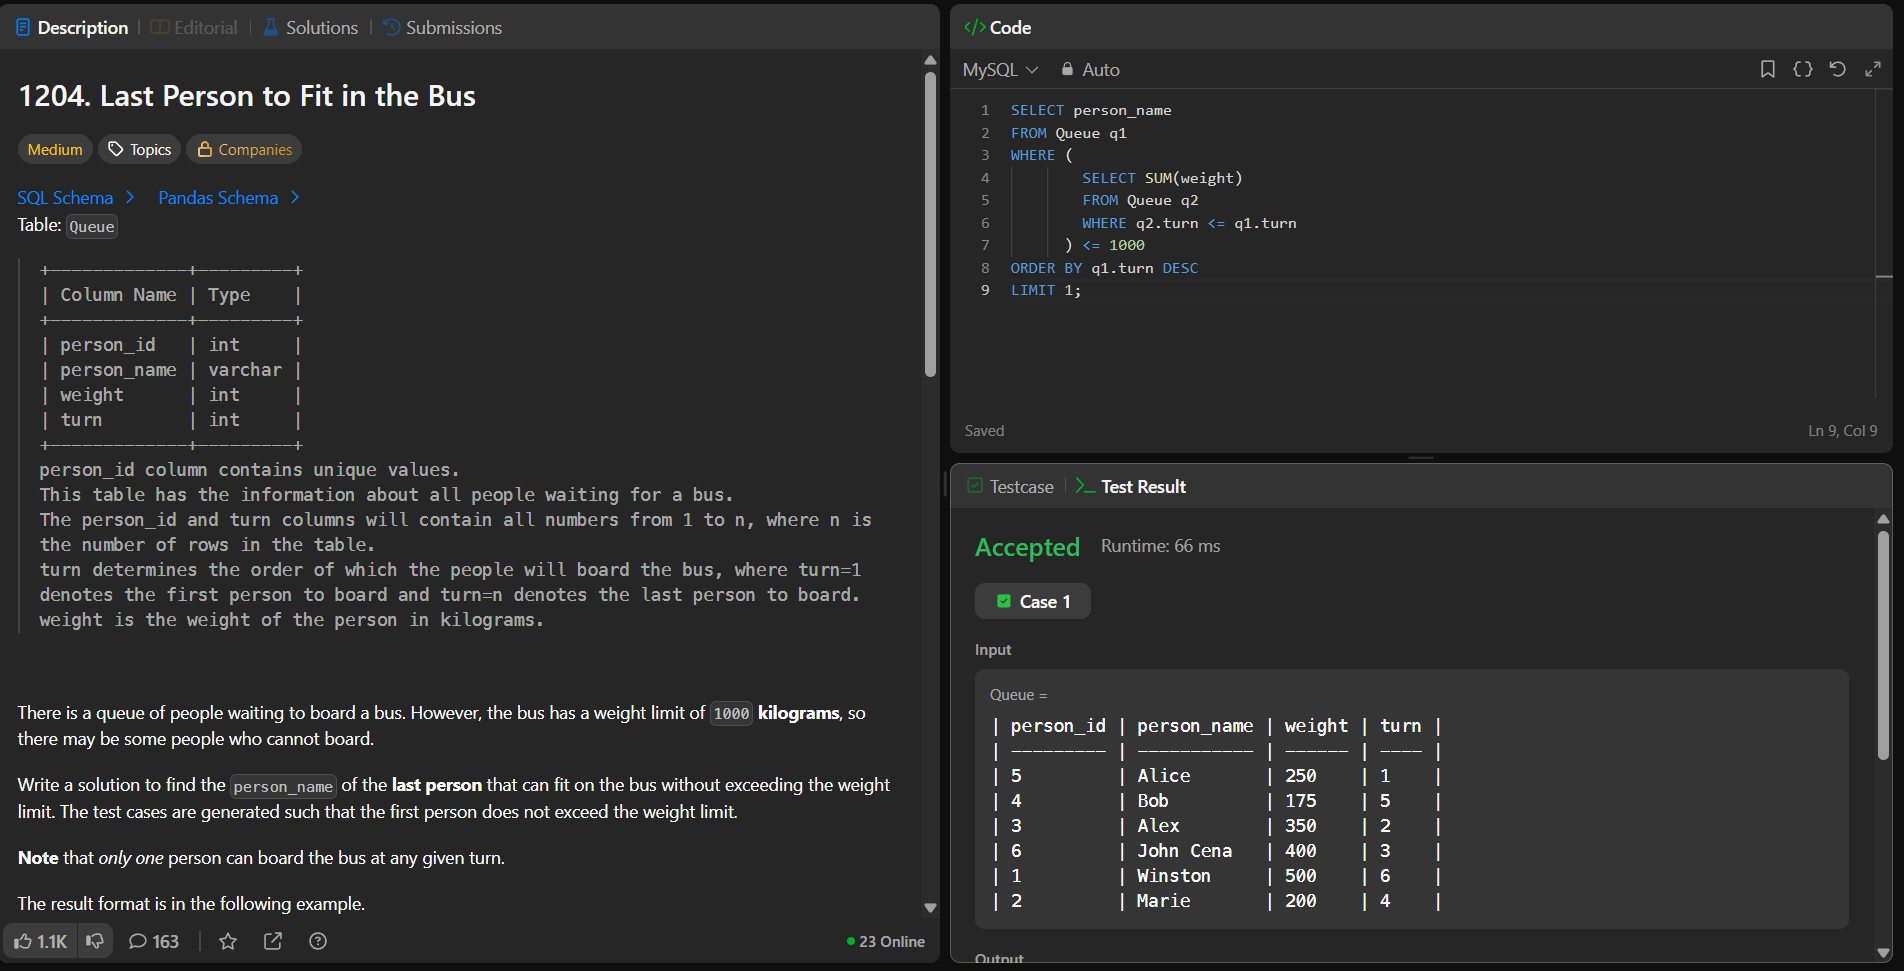 Description | Editorial | Solutions | Submissions
1204. Last Person to Fit in the Bus
Medium Topics Companies
SQL Schema > Pandas Schema >
Table: Queue
+-------------+---------+
| Column Name | Type    |
+-------------+---------+
| person_id   | int     |
| person_name | varchar |
| weight      | int     |
| turn        | int     |
+-------------+---------+
person_id column contains unique values.
This table has the information about all people waiting for a bus.
The person_id and turn columns will contain all numbers from 1 to n, where n is
the number of rows in the table.
turn determines the order of which the people will board the bus, where turn=1
denotes the first person to board and turn=n denotes the last person to board.
weight is the weight of the person in kilograms.
There is a queue of people waiting to board a bus. However, the bus has a weight limit of 1000 kilograms, so
there may be some people who cannot board.
Write a solution to find the person_name of the last person that can fit on the bus without exceeding the weight
limit. The test cases are generated such that the first person does not exceed the weight limit.
Note that only one person can board the bus at any given turn.
The result format is in the following example.
1.1K 163 23 Online
</> Code
MySQL Auto
1 SELECT person_name
2 FROM Queue q1
3 WHERE (
4 SELECT SUM(weight)
5 FROM Queue q2
6 WHERE q2.turn <= q1.turn
7 ) <= 1000
8 ORDER BY q1.turn DESC
9 LIMIT 1;
Saved Ln 9, Col 9
Testcase | >_ Test Result
Accepted Runtime: 66 ms
Case 1
Input
Queue =
| person_id | person_name | weight | turn |
| --------- | ----------- | ------ | ---- |
| 5         | Alice       | 250    | 1    |
| 4         | Bob         | 175    | 5    |
| 3         | Alex        | 350    | 2    |
| 6         | John Cena   | 400    | 3    |
| 1         | Winston     | 500    | 6    |
| 2         | Marie       | 200    | 4    |
Output